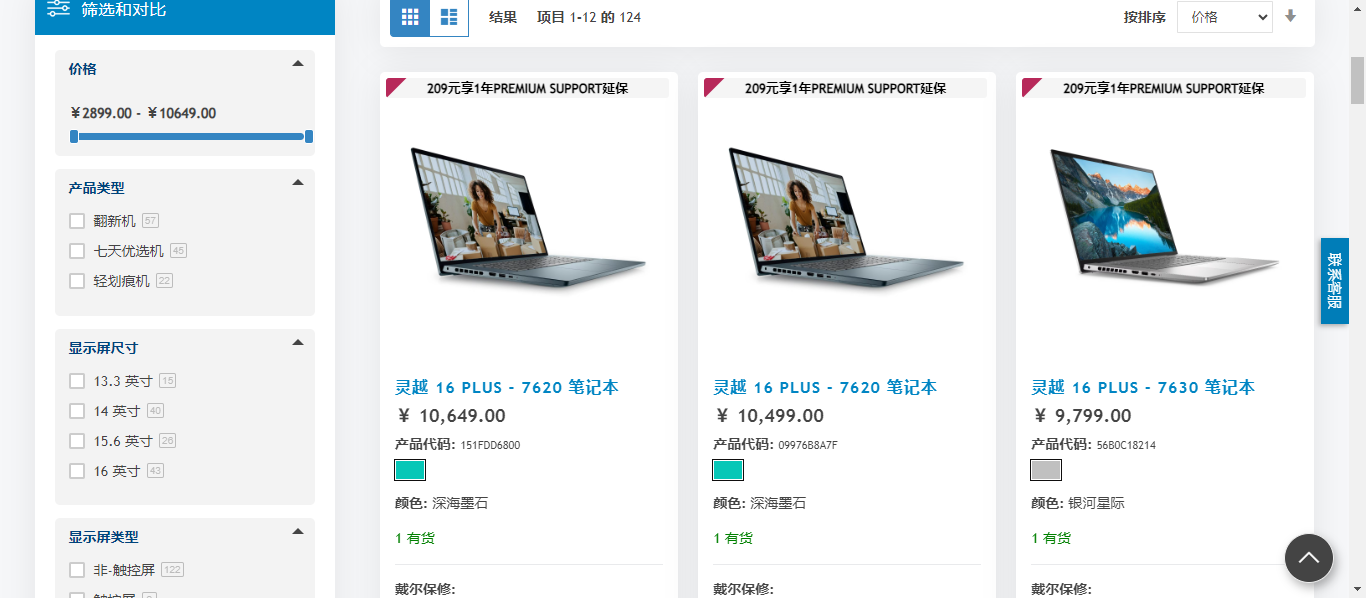 筛选和对比
价格
￥2899.00 - ￥10649.00
产品类型
翻新机 57
七天优选机 45
轻划痕机 22
显示屏尺寸
13.3 英寸 15
14 英寸 40
15.6 英寸 26
16 英寸 43
显示屏类型
非-触控屏 122
触控屏
结果 项目 1-12 的 124
按排序 价格
209元享1年PREMIUM SUPPORT延保
灵越 16 PLUS - 7620 笔记本
￥ 10,649.00
产品代码: 151FDD6800
颜色: 深海墨石
1 有货
戴尔保修:
209元享1年PREMIUM SUPPORT延保
灵越 16 PLUS - 7620 笔记本
￥ 10,499.00
产品代码: 09976B8A7F
颜色: 深海墨石
1 有货
戴尔保修:
209元享1年PREMIUM SUPPORT延保
灵越 16 PLUS - 7630 笔记本
￥ 9,799.00
产品代码: 56B0C18214
颜色: 银河星际
1 有货
戴尔保修:
联系客服